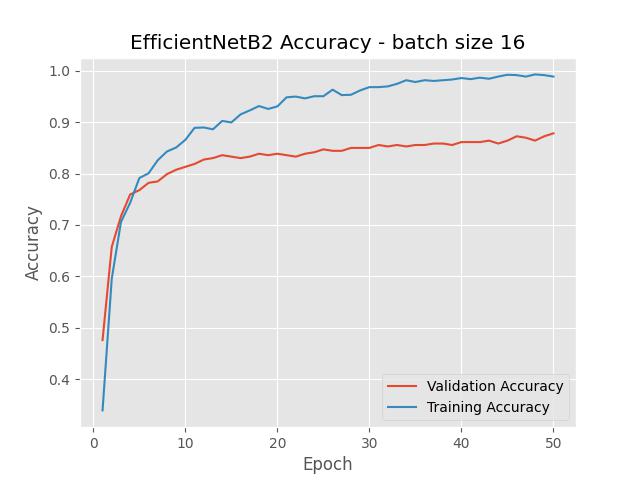 EfficientNetB2 Accuracy - batch size 16
1.0
0.9
0.8
0.7
0.6
0.5
0.4
Accuracy
Validation Accuracy
Training Accuracy
0 10 20 30 40 50
Epoch